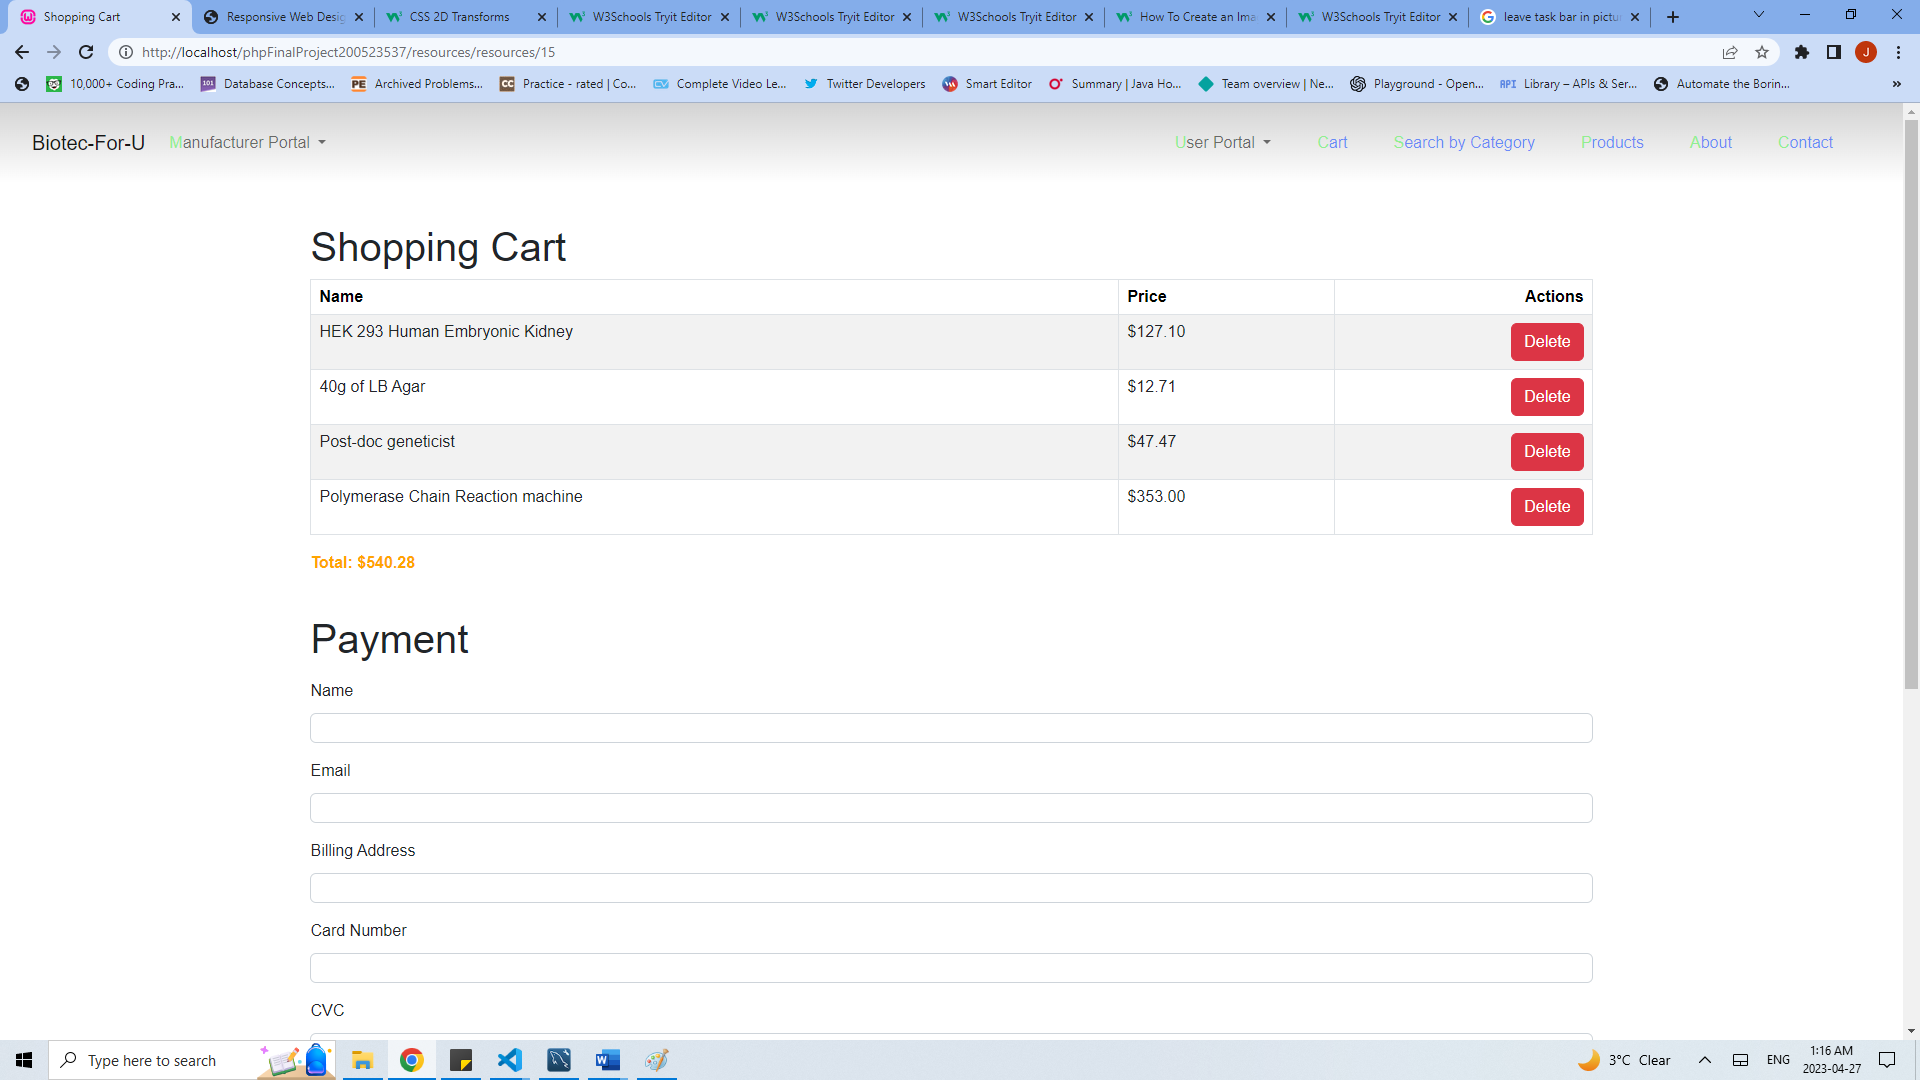 Shopping Cart
Responsive Web Desig
CSS 2D Transforms
W3Schools Tryit Editor
W3Schools Tryit Editor
W3Schools Tryit Editor
How To Create an Ima
W3Schools Tryit Editor
leave task bar in pictu
http://localhost/phpFinalProject200523537/resources/resources/15
J
10,000+ Coding Pra...
101 Database Concepts...
PE Archived Problems...
CC Practice - rated | Co...
Complete Video Le...
Twitter Developers
Smart Editor
Summary | Java Ho...
Team overview | Ne...
Playground - Open...
API Library – APIs & Ser...
Automate the Borin...
»
Biotec-For-U Manufacturer Portal User Portal Cart Search by Category Products About Contact
Shopping Cart
Name Price Actions
HEK 293 Human Embryonic Kidney $127.10 Delete
40g of LB Agar $12.71 Delete
Post-doc geneticist $47.47 Delete
Polymerase Chain Reaction machine $353.00 Delete
Total: $540.28
Payment
Name
Email
Billing Address
Card Number
CVC
Type here to search
3°C Clear
ENG
1:16 AM
2023-04-27